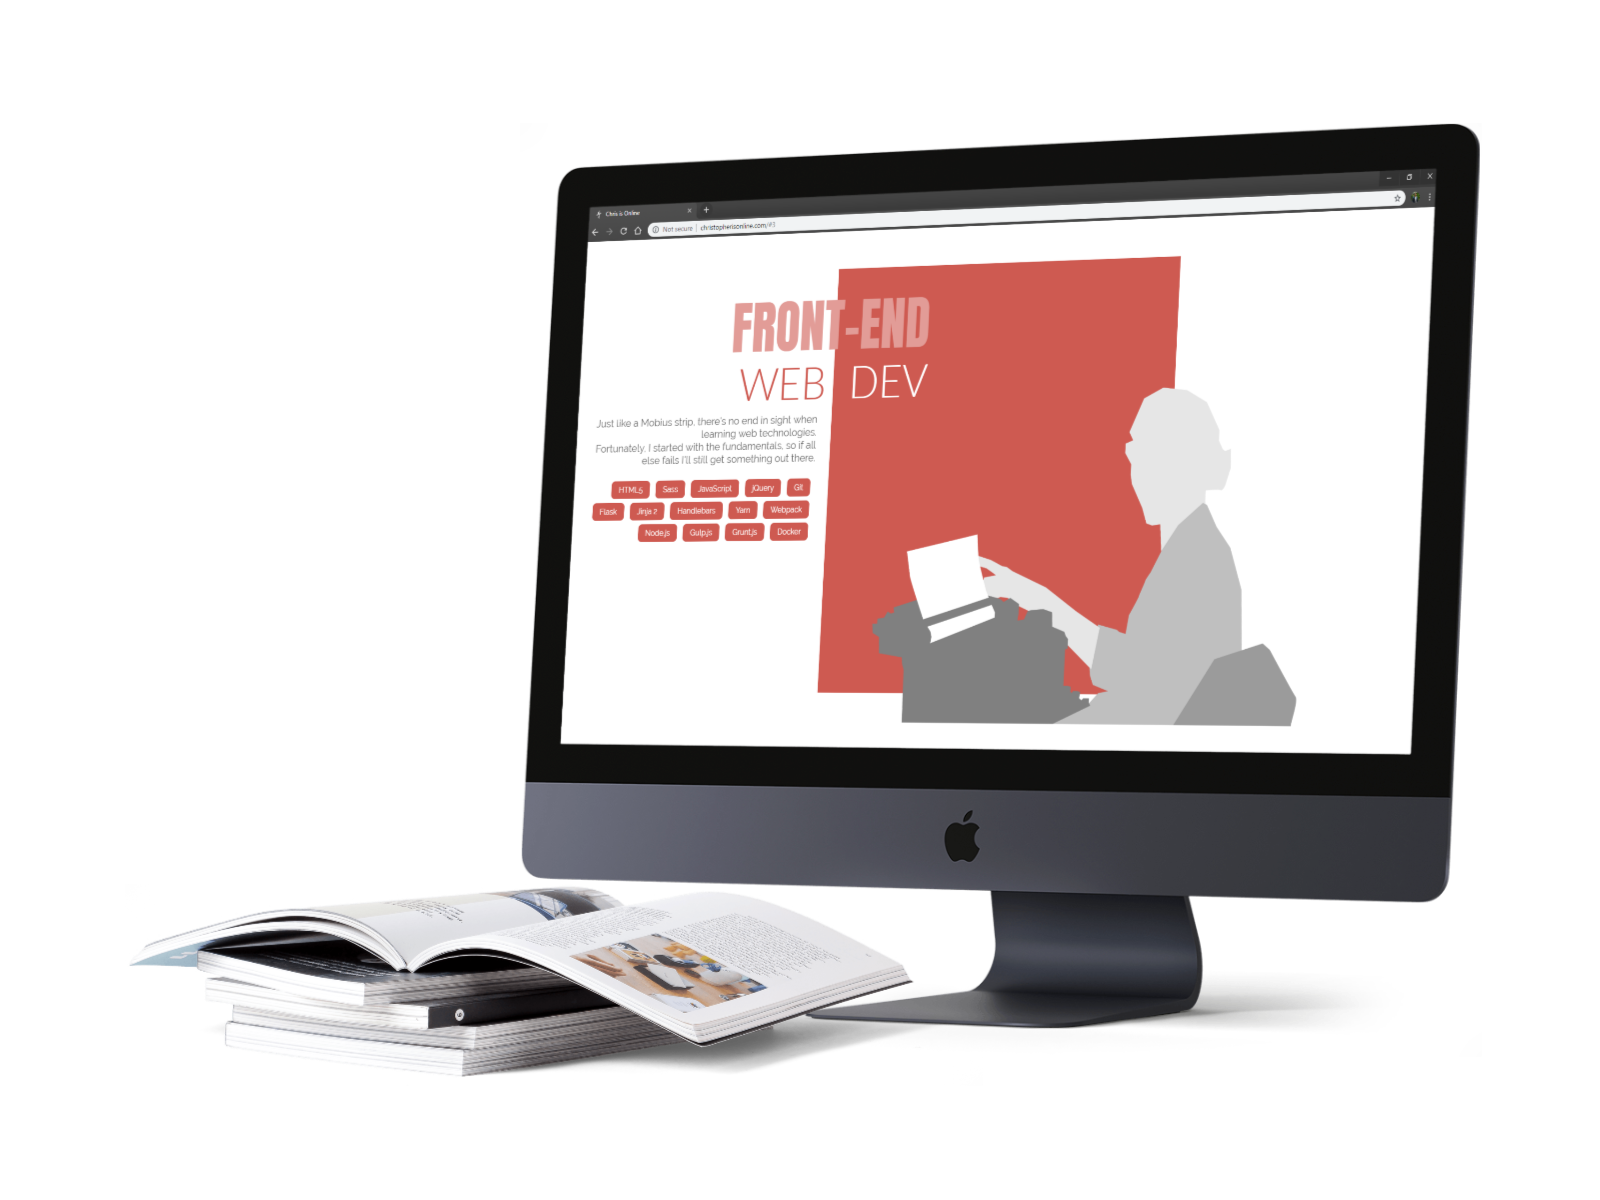 Chris is Online
Not secure | christopherisonline.com/#3
FRONT-END
WEB DEV
Just like a Mobius strip, there's no end in sight when
learning web technologies.
Fortunately, I started with the fundamentals, so if all
else fails I'll still get something out there.
HTML5 Sass JavaScript jQuery Git
Flask Jinja 2 Handlebars Yarn Webpack
Node.js Gulp.js Grunt.js Docker